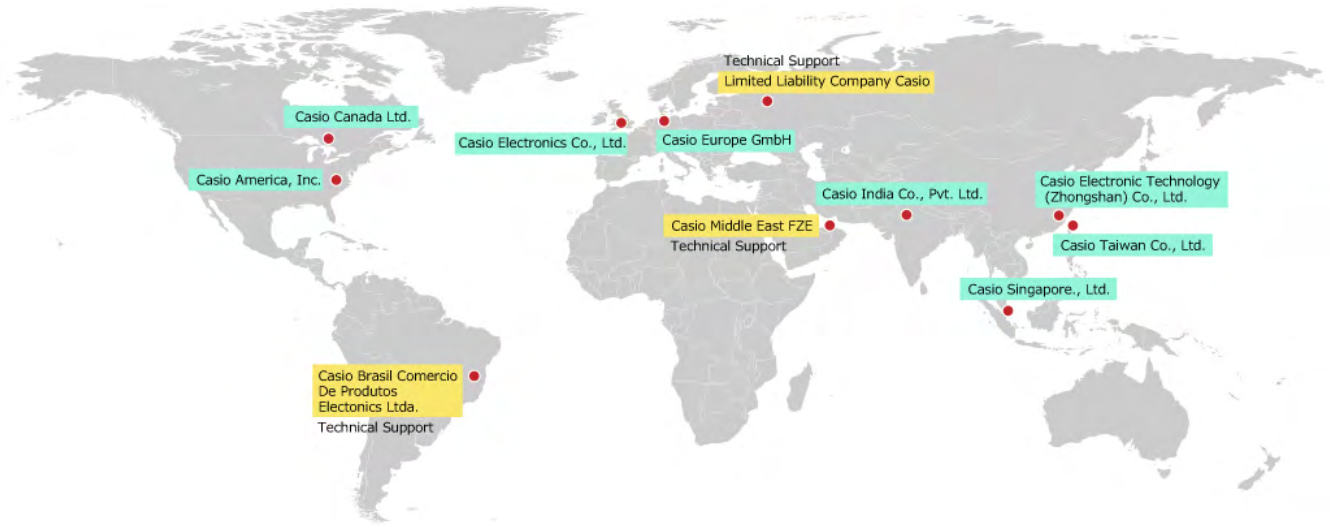 Technical Support
Limited Liability Company Casio
Casio Canada Ltd.
Casio Electronics Co., Ltd.
Casio Europe GmbH
Casio America, Inc.
Casio India Co., Pvt. Ltd.
Casio Electronic Technology
(Zhongshan) Co., Ltd.
Casio Middle East FZE
Technical Support
Casio Taiwan Co., Ltd.
Casio Singapore., Ltd.
Casio Brasil Comercio
De Produtos
Electonics Ltda.
Technical Support